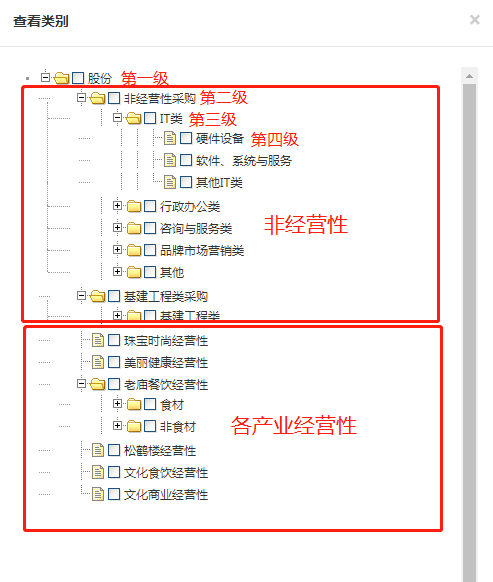 查看类别 ×
股份 第一级
非经营性采购 第二级
IT类 第三级
硬件设备 第四级
软件、系统与服务
其他IT类
行政办公类
咨询与服务类 非经营性
品牌市场营销类
其他
基建工程类采购
基建工程类
珠宝时尚经营性
美丽健康经营性
老庙餐饮经营性
食材
非食材 各产业经营性
松鹤楼经营性
文化食饮经营性
文化商业经营性